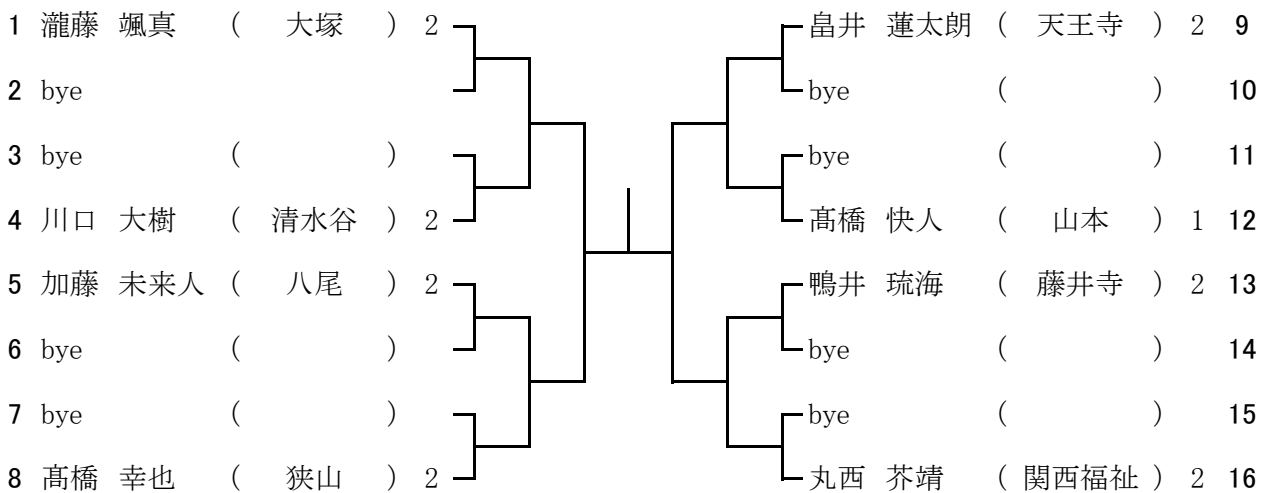 1 瀧藤 颯真 ( 大塚 ) 2
2 bye
3 bye ( )
4 川口 大樹 ( 清水谷 ) 2
5 加藤 未来人 ( 八尾 ) 2
6 bye ( )
7 bye ( )
8 髙橋 幸也 ( 狭山 ) 2
畠井 蓮太朗 ( 天王寺 ) 2 9
bye ( ) 10
bye ( ) 11
髙橋 快人 ( 山本 ) 1 12
鴨井 琉海 ( 藤井寺 ) 2 13
bye ( ) 14
bye ( ) 15
丸西 芥靖 ( 関西福祉 ) 2 16